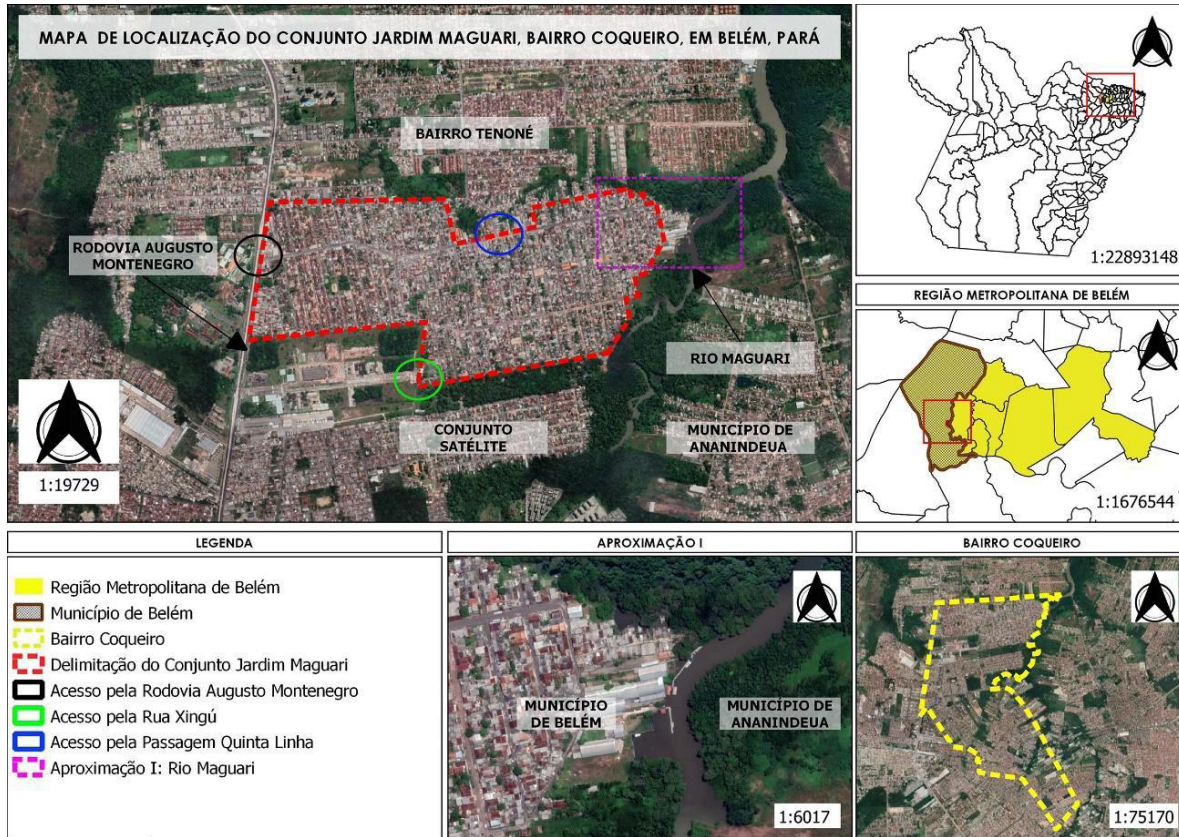 MAPA DE LOCALIZAÇÃO DO CONJUNTO JARDIM MAGUARI, BAIRRO COQUEIRO, EM BELÉM, PARÁ
BAIRRO TENONÉ
RODOVIA AUGUSTO
MONTENEGRO
RIO MAGUARI
CONJUNTO
SATÉLITE
MUNICÍPIO DE
ANANINDEUA
1:19729
1:22893148
REGIÃO METROPOLITANA DE BELÉM
1:1676544
LEGENDA
Região Metropolitana de Belém
Município de Belém
Bairro Coqueiro
Delimitação do Conjunto Jardim Maguari
Acesso pela Rodovia Augusto Montenegro
Acesso pela Rua Xingú
Acesso pela Passagem Quinta Linha
Aproximação I: Rio Maguari
APROXIMAÇÃO I
MUNICÍPIO
DE BELÉM
MUNICÍPIO DE
ANANINDEUA
1:6017
BAIRRO COQUEIRO
1:75170